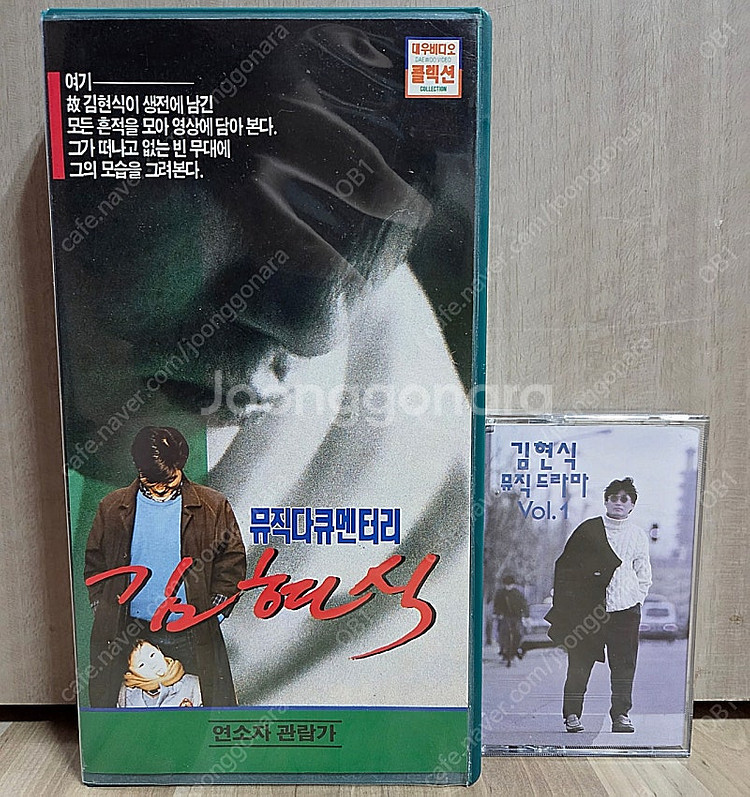 여기
故 김현식이 생전에 남긴
모든 흔적을 모아 영상에 담아 본다.
그가 떠나고 없는 빈 무대에
그의 모습을 그려본다.
대우비디오
DAEWOO VIDEO
콜렉션
COLLECTION
뮤직다큐멘터리
김현식
연소자 관람가
김현식
뮤직 드라마
Vol.1
Joonggonara
cafe.naver.com/joonggonara
OB1